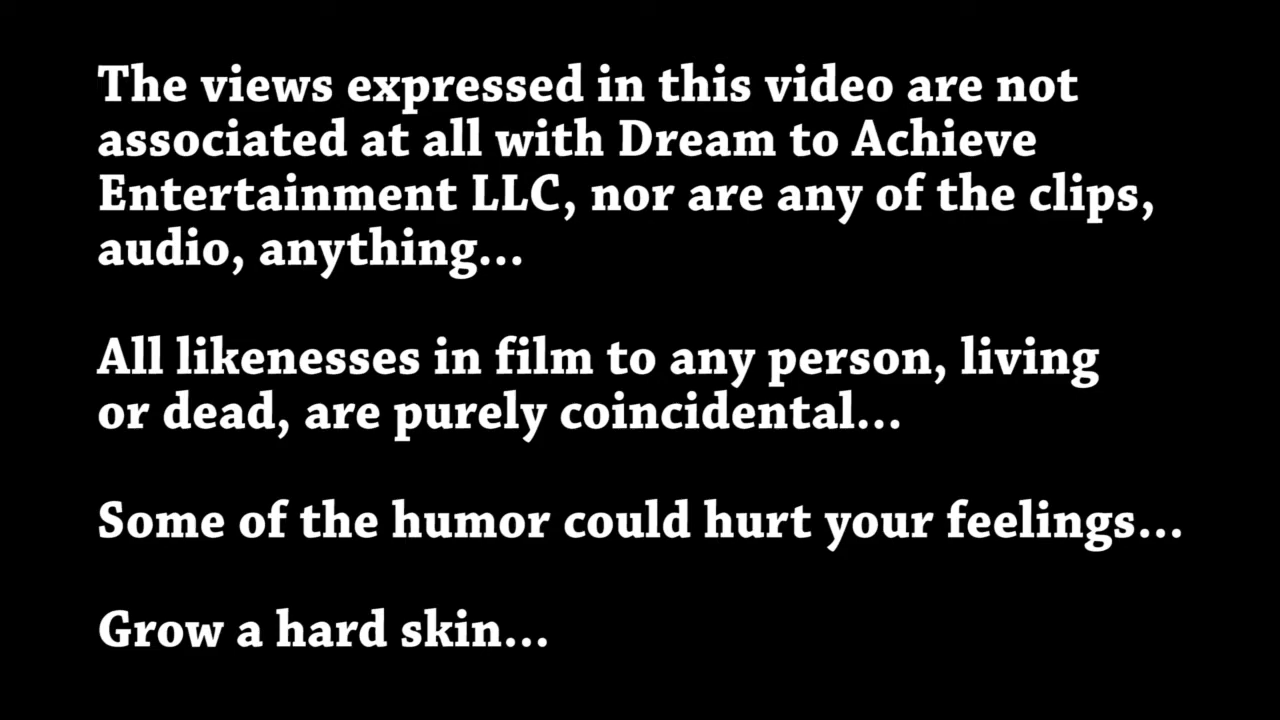 The views expressed in this video are not
associated at all with Dream to Achieve
Entertainment LLC, nor are any of the clips,
audio, anything...
All likenesses in film to any person, living
or dead, are purely coincidental...
Some of the humor could hurt your feelings...
Grow a hard skin...